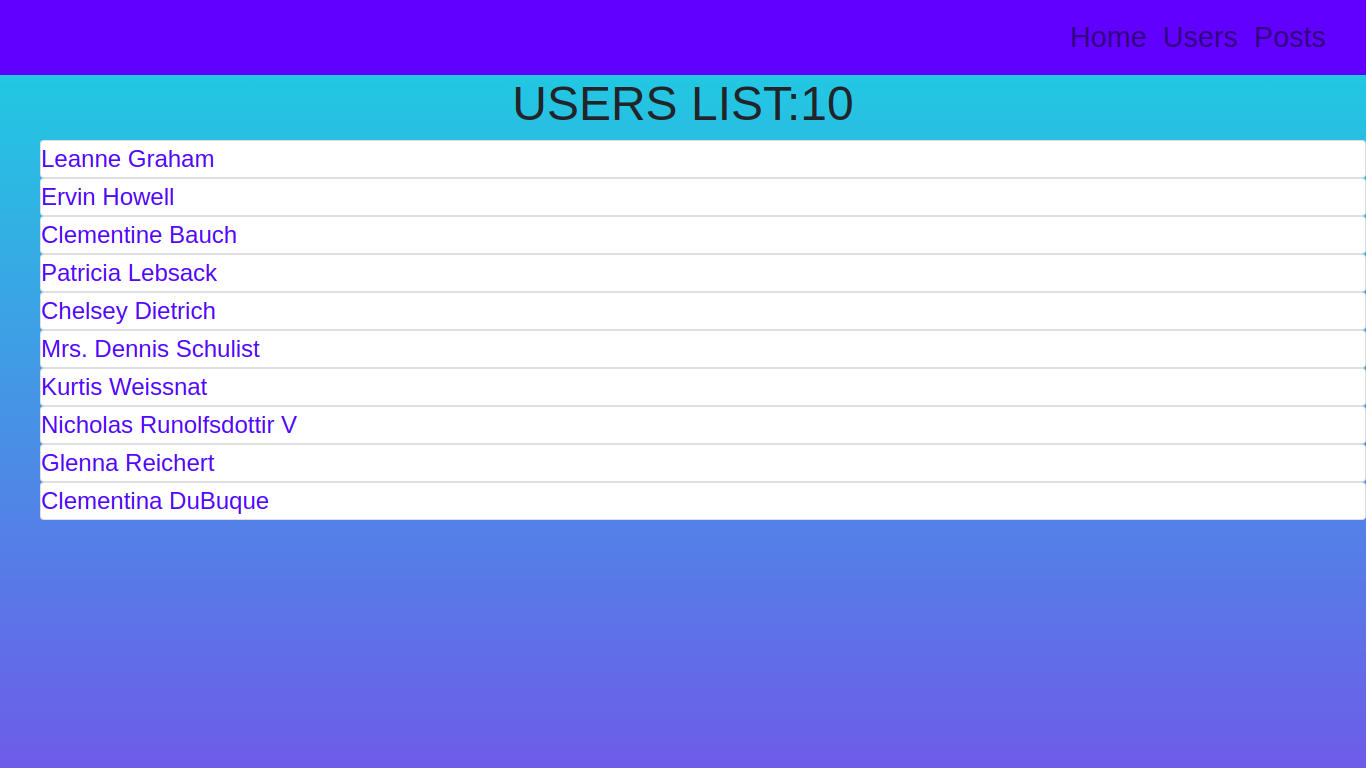 Home Users Posts
USERS LIST:10
Leanne Graham
Ervin Howell
Clementine Bauch
Patricia Lebsack
Chelsey Dietrich
Mrs. Dennis Schulist
Kurtis Weissnat
Nicholas Runolfsdottir V
Glenna Reichert
Clementina DuBuque